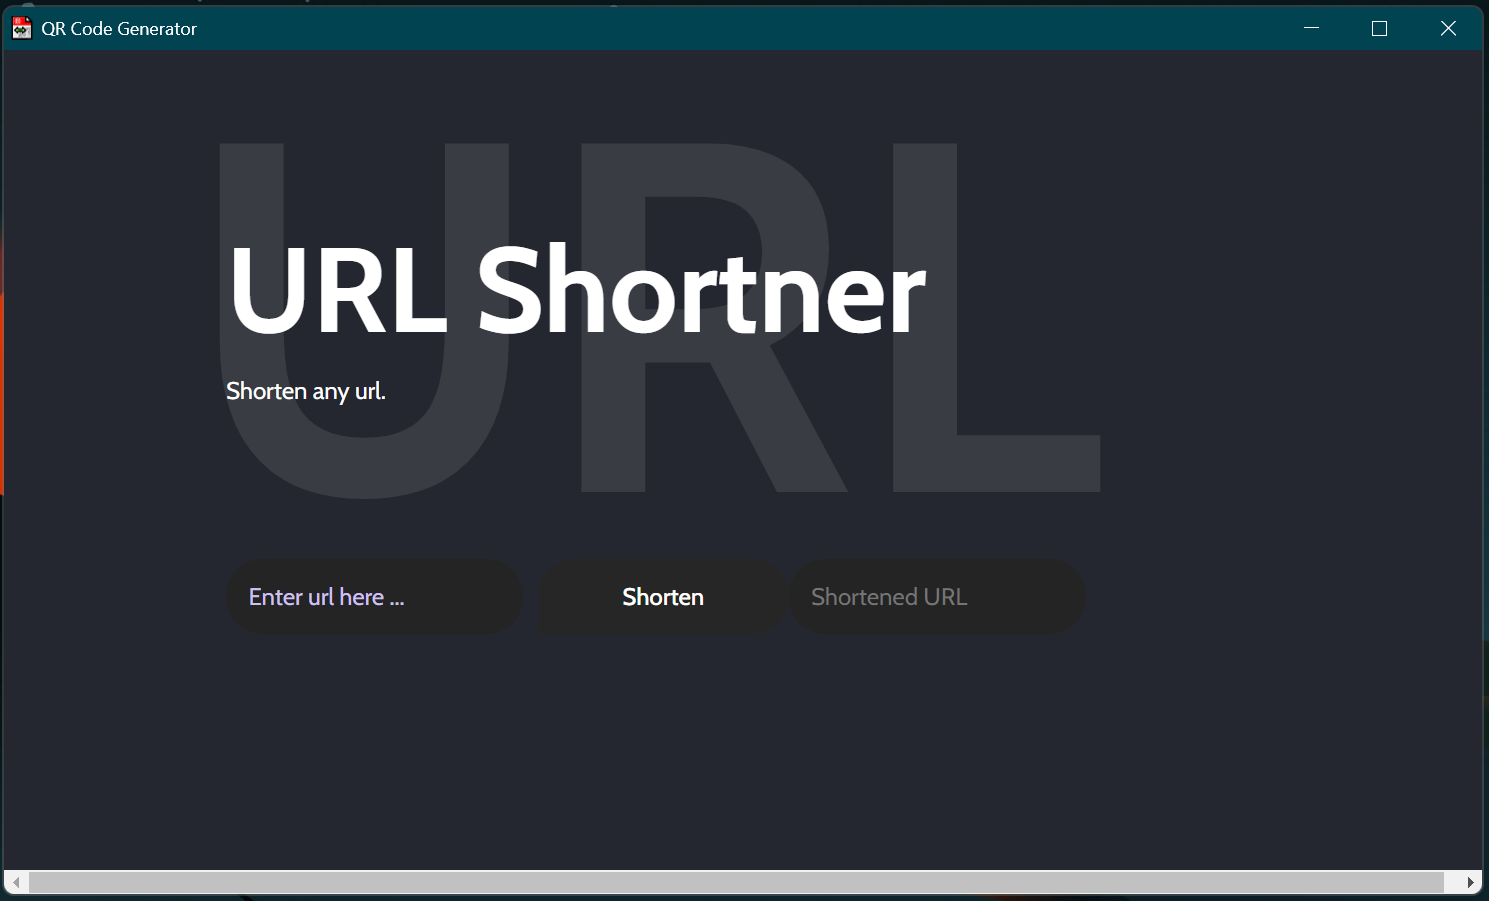 QR Code Generator
URL
URL Shortner
Shorten any url.
Enter url here ...
Shorten
Shortened URL